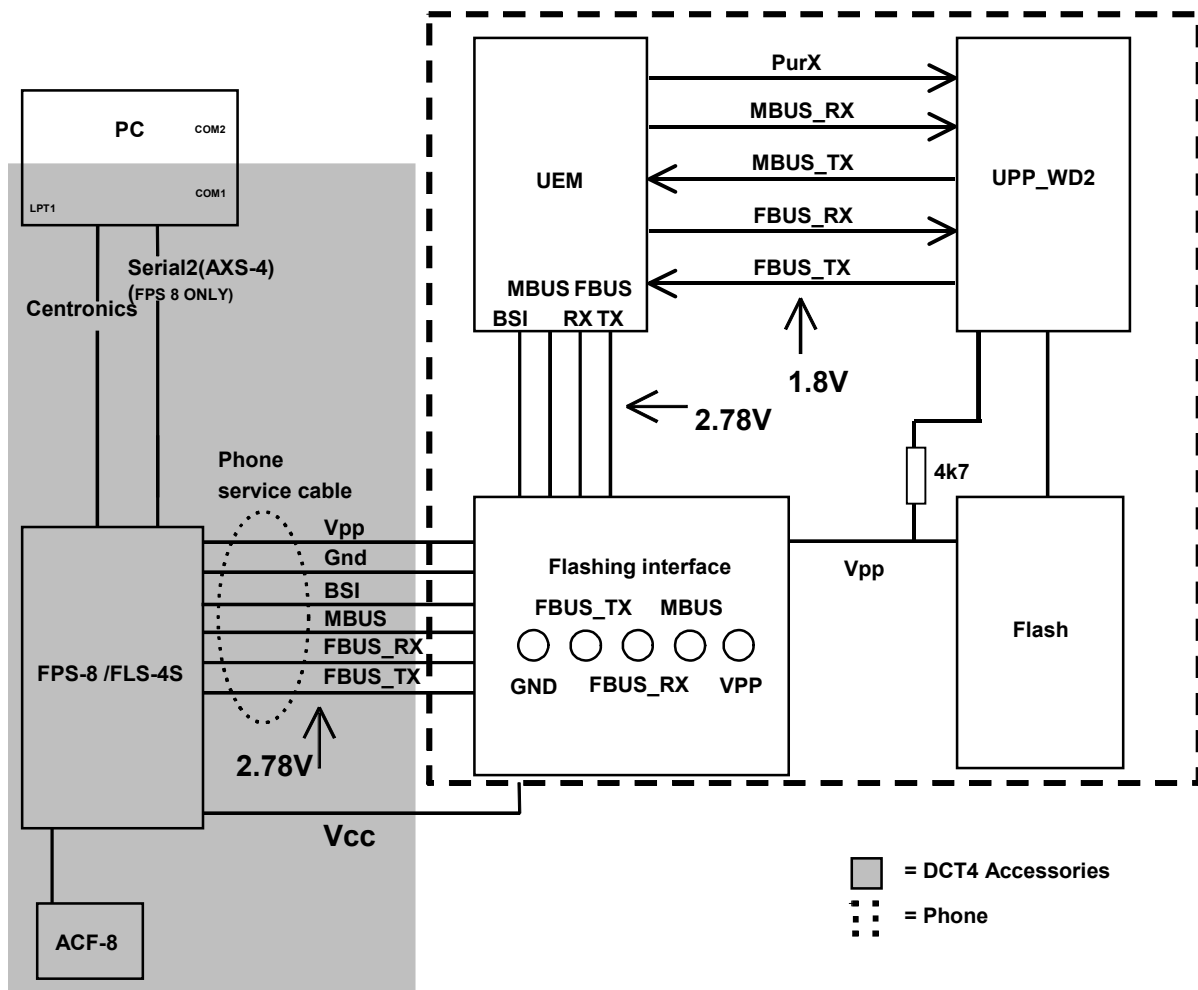 PC
COM2
COM1
LPT1
Serial2(AXS-4)
(FPS 8 ONLY)
Centronics
Phone
service cable
Vpp
Gnd
BSI
MBUS
FBUS_RX
FBUS_TX
FPS-8 /FLS-4S
2.78V
Vcc
ACF-8
UEM
MBUS FBUS
BSI RX TX
PurX
MBUS_RX
MBUS_TX
FBUS_RX
FBUS_TX
UPP_WD2
1.8V
2.78V
4k7
Flashing interface
FBUS_TX MBUS
GND FBUS_RX VPP
Vpp
Flash
= DCT4 Accessories
= Phone